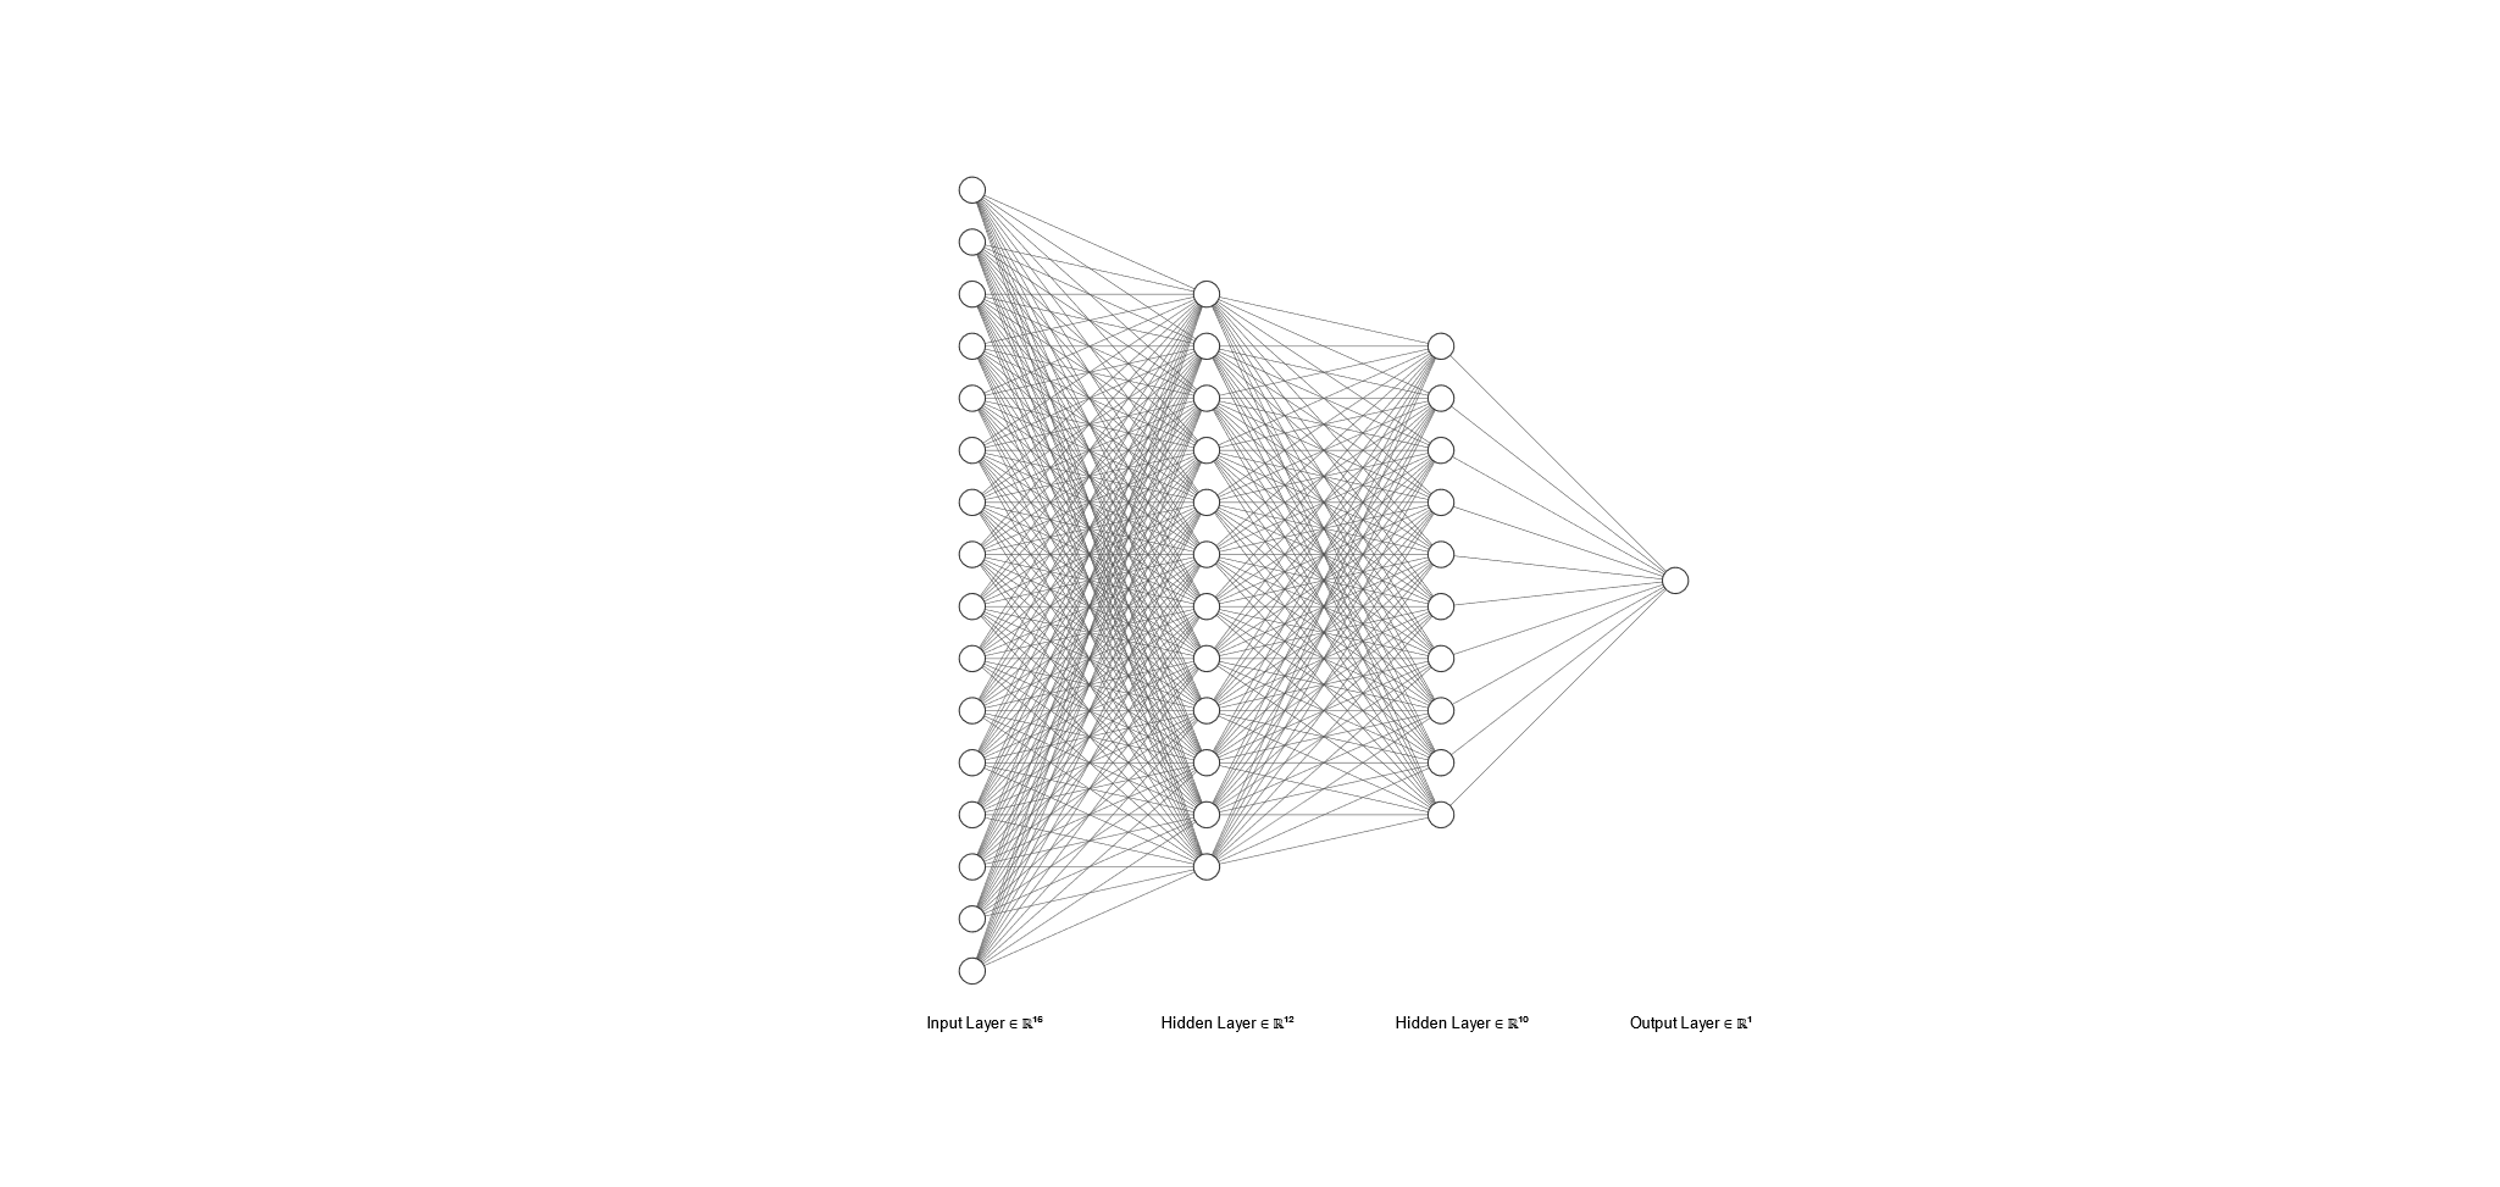 Input Layer ∈ ℝ¹⁶
Hidden Layer ∈ ℝ¹²
Hidden Layer ∈ ℝ¹⁰
Output Layer ∈ ℝ¹